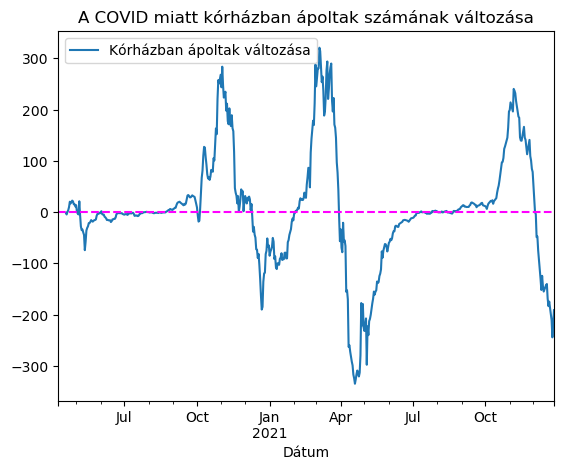 A COVID miatt kórházban ápoltak számának változása
Kórházban ápoltak változása
300
200
100
0
−100
−200
−300
Jul
Oct
Jan
2021
Apr
Jul
Oct
Dátum